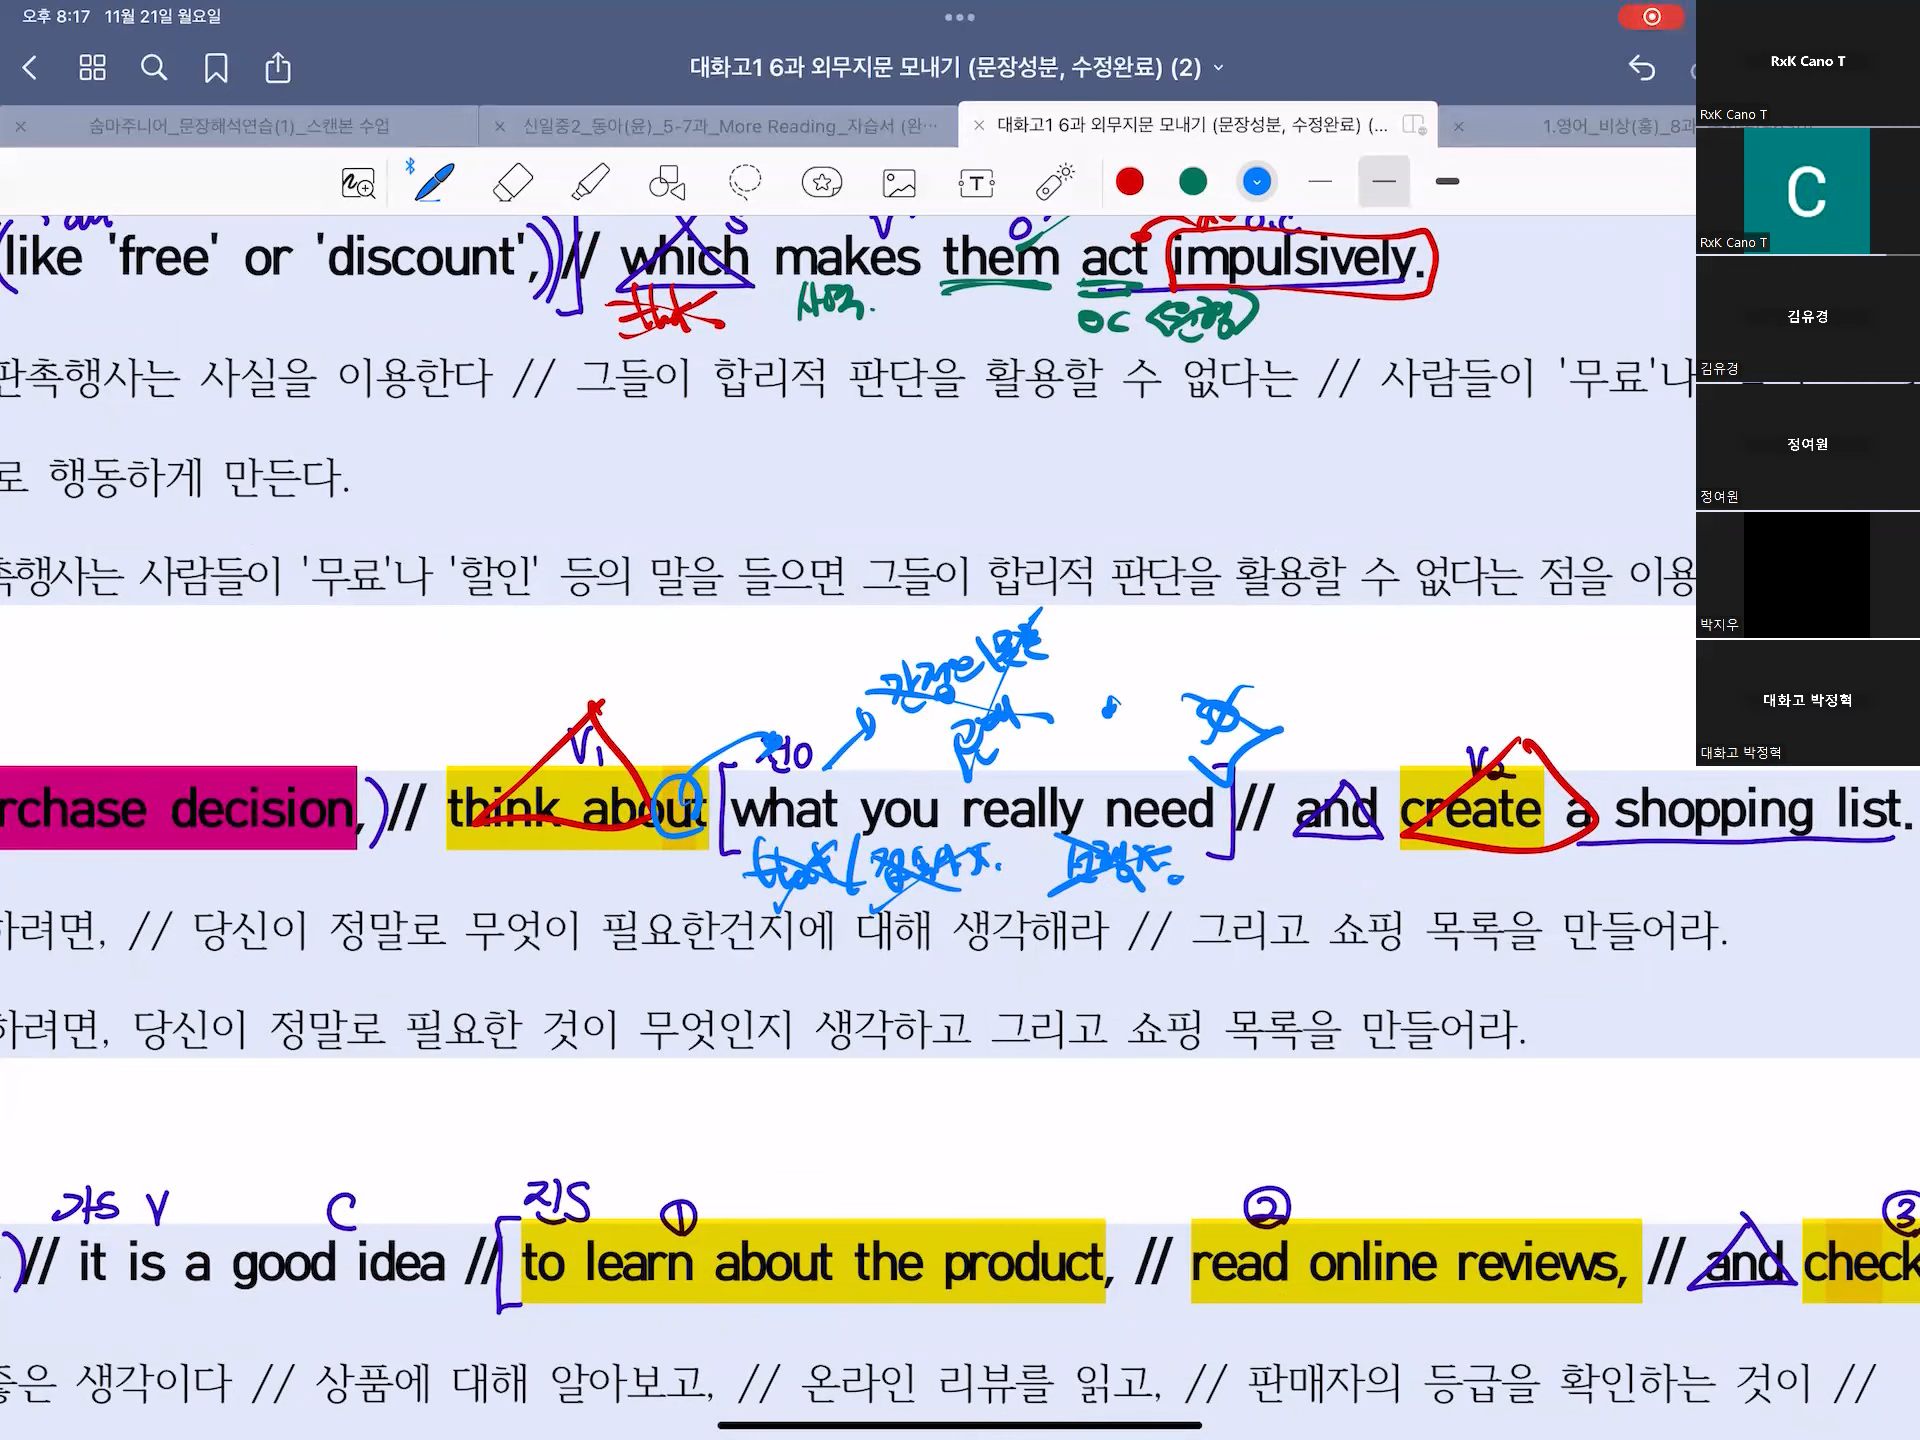 오후 8:17 11월 21일 월요일
대화고1 6과 외무지문 모내기 (문장성분, 수정완료) (2)
숨마주니어_문장해석연습(1)_스캔본 수업
신일중2_동아(윤)_5-7과_More Reading_자습서 (완…
대화고1 6과 외무지문 모내기 (문장성분, 수정완료) (…
1.영어_비상(홍)_8과
RxK Cano T
RxK Cano T
C
RxK Cano T
김유경
김유경
정여원
정여원
박지우
대화고 박정혁
대화고 박정혁
S V O O.C
(like 'free' or 'discount',)// which makes them act impulsively.
사역.
OC (원형)
판촉행사는 사실을 이용한다 // 그들이 합리적 판단을 활용할 수 없다는 // 사람들이 '무료'나
로 행동하게 만든다.
촉행사는 사람들이 '무료'나 '할인' 등의 말을 들으면 그들이 합리적 판단을 활용할 수 없다는 점을 이용
V1 전O V2
rchase decision,)// think about [what you really need]// and create a shopping list.
하려면, // 당신이 정말로 무엇이 필요한건지에 대해 생각해라 // 그리고 쇼핑 목록을 만들어라.
하려면, 당신이 정말로 필요한 것이 무엇인지 생각하고 그리고 쇼핑 목록을 만들어라.
가S V C 진S ① ② ③
)// it is a good idea //[to learn about the product, // read online reviews, // and check
좋은 생각이다 // 상품에 대해 알아보고, // 온라인 리뷰를 읽고, // 판매자의 등급을 확인하는 것이 //